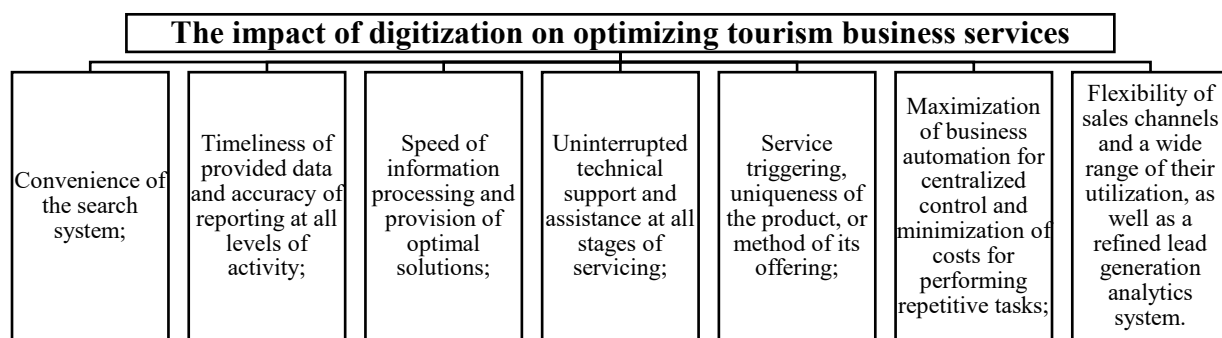 The impact of digitization on optimizing tourism business services
Convenience of
the search
system;
Timeliness of
provided data
and accuracy of
reporting at all
levels of
activity;
Speed of
information
processing and
provision of
optimal
solutions;
Uninterrupted
technical
support and
assistance at all
stages of
servicing;
Service
triggering,
uniqueness of
the product, or
method of its
offering;
Maximization
of business
automation for
centralized
control and
minimization of
costs for
performing
repetitive tasks;
Flexibility of
sales channels
and a wide
range of their
utilization, as
well as a
refined lead
generation
analytics
system.